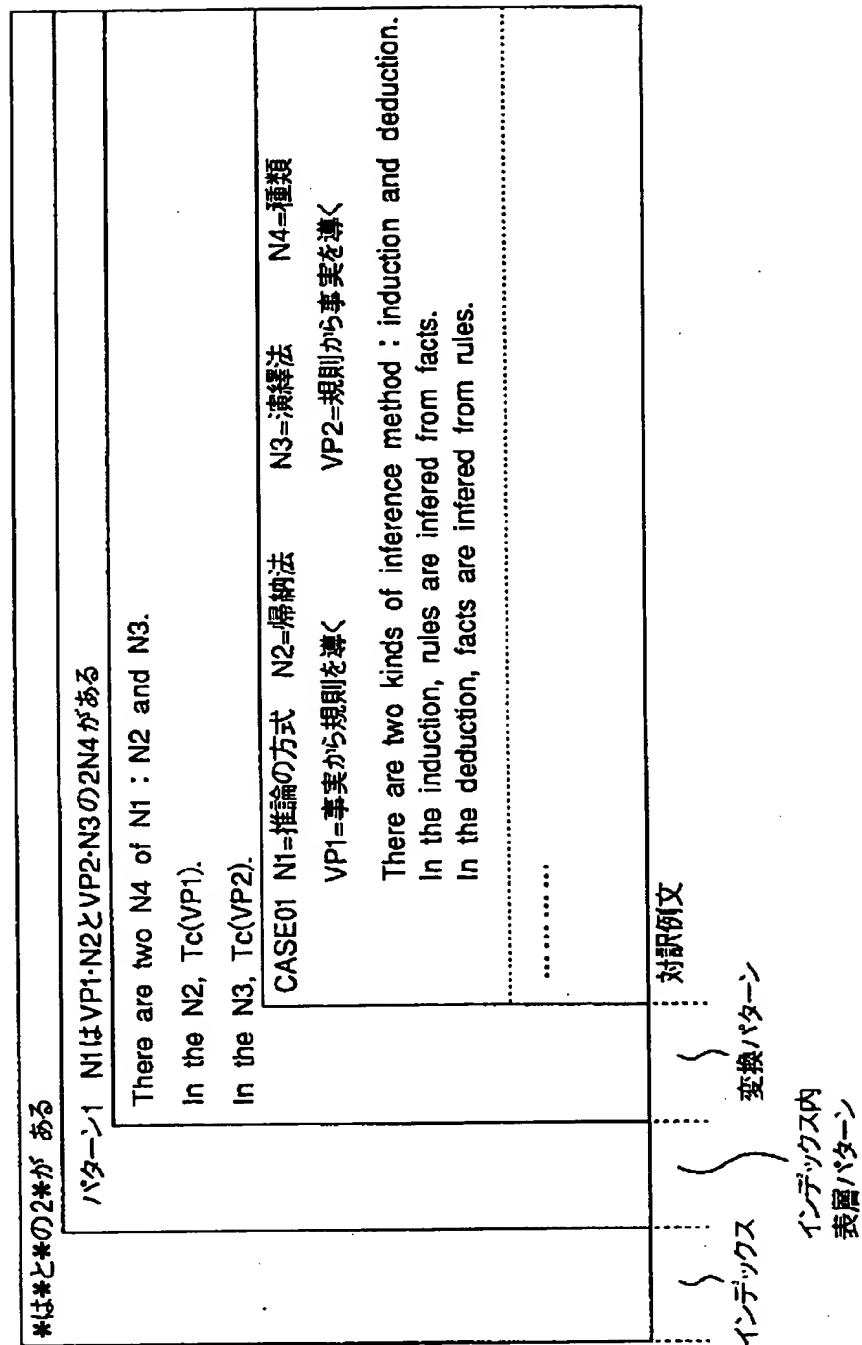 *は*と*の2*が ある
パターン1 N1はVP1・N2とVP2・N3の2N4がある
There are two N4 of N1 : N2 and N3.
In the N2, Tc(VP1).
In the N3, Tc(VP2).
CASE01 N1=推論の方式 N2=帰納法 N3=演繹法 N4=種類
VP1=事実から規則を導く VP2=規則から事実を導く
There are two kinds of inference method : induction and deduction.
In the induction, rules are infered from facts.
In the deduction, facts are infered from rules.
…………
対訳例文
変換パターン
インデックス内
表層パターン
インデックス